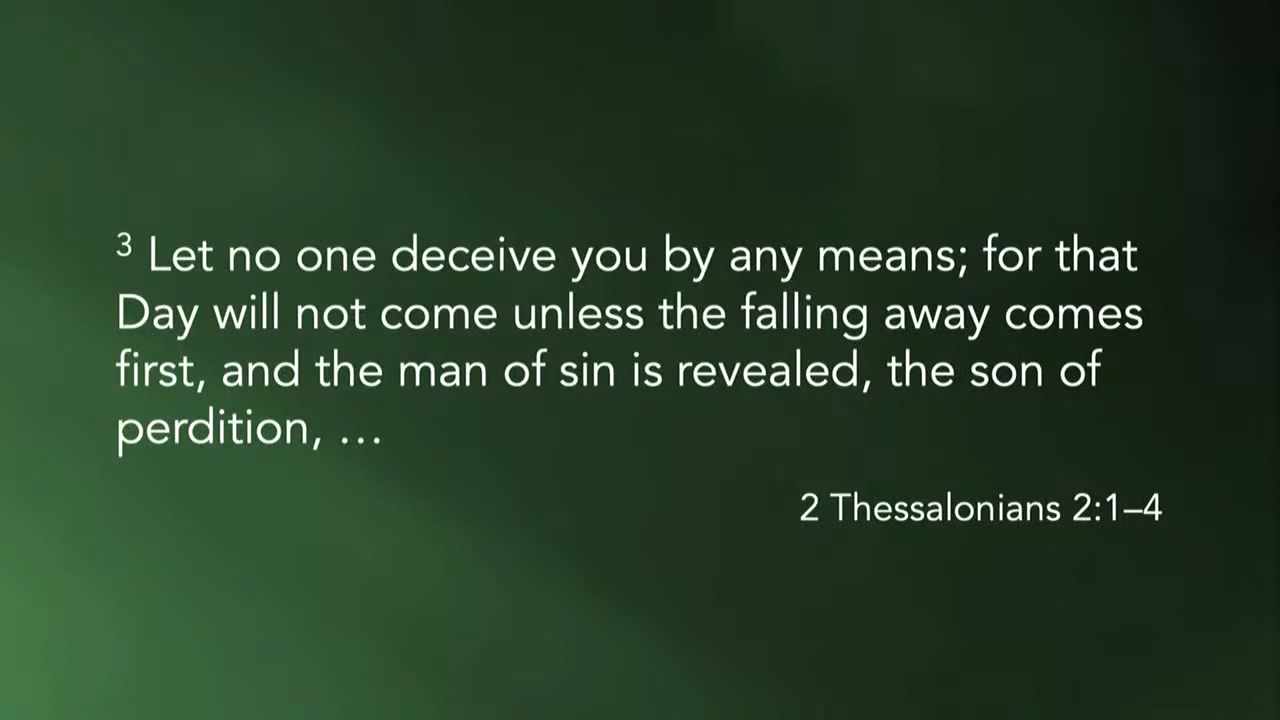 3 Let no one deceive you by any means; for that
Day will not come unless the falling away comes
first, and the man of sin is revealed, the son of
perdition, …
2 Thessalonians 2:1–4